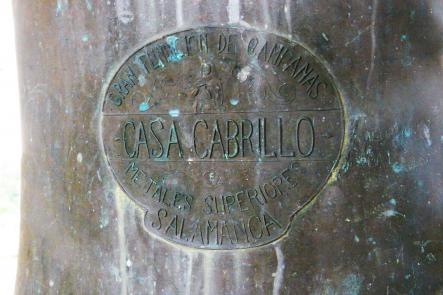 GRAN FUNDICION DE CAMPANAS
CASA CABRILLO
METALES SUPERIORES
SALAMANCA